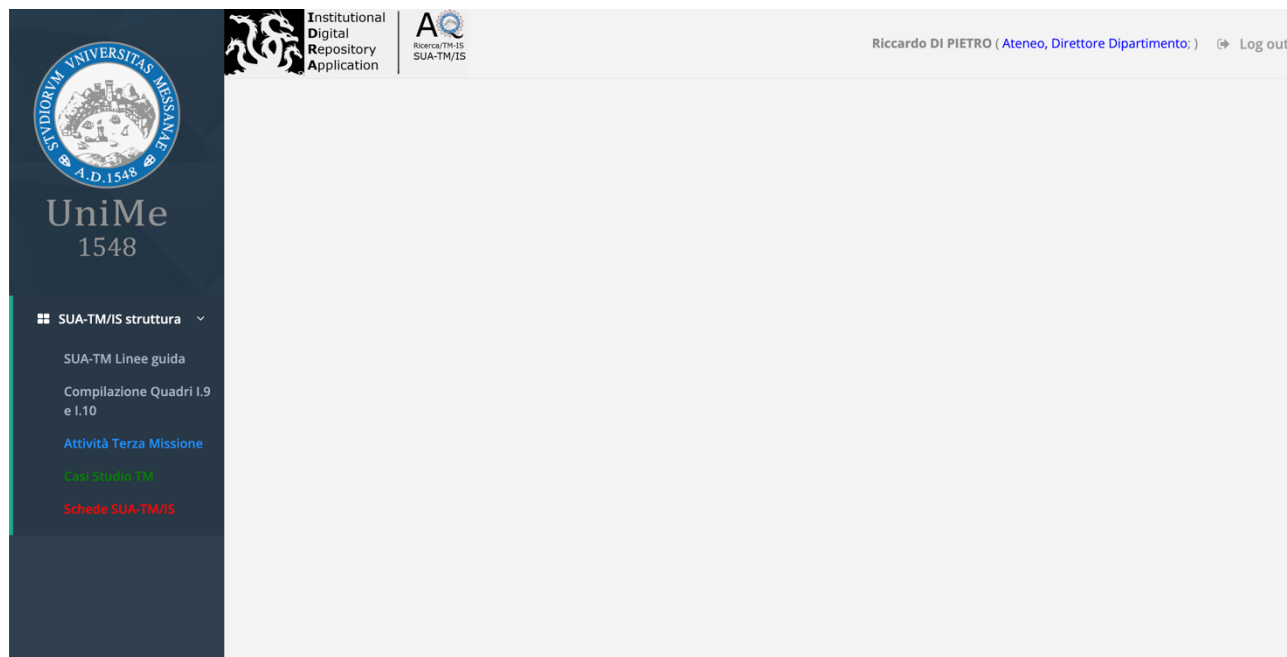 STVDIORVM VNIVERSITAS MESSANAE
A.D.1548
UniMe
1548
Institutional
Digital
Repository
Application
AQ
Ricerca/TM-IS
SUA-TM/IS
Riccardo DI PIETRO ( Ateneo, Direttore Dipartimento; ) Log out
SUA-TM/IS struttura
SUA-TM Linee guida
Compilazione Quadri I.9
e I.10
Attività Terza Missione
Casi Studio TM
Schede SUA-TM/IS